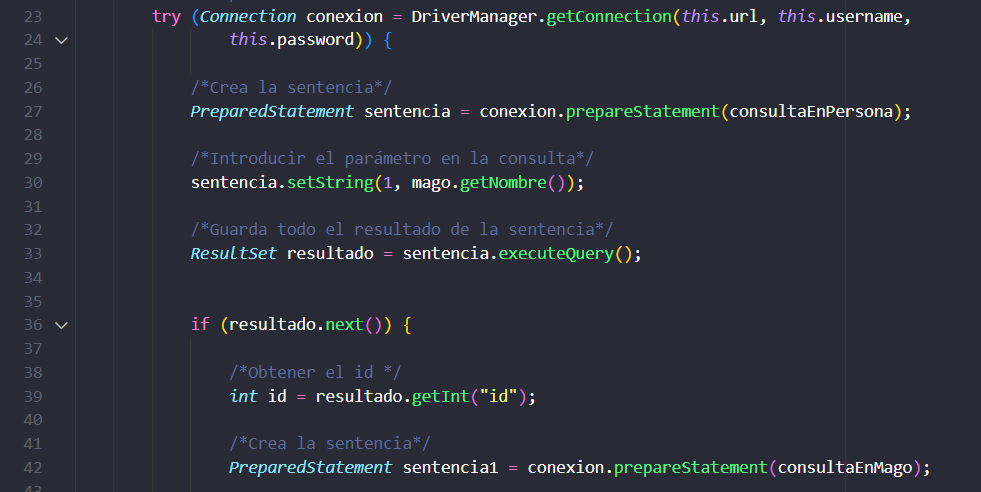 23 try (Connection conexion = DriverManager.getConnection(this.url, this.username,
24 this.password)) {
25
26 /*Crea la sentencia*/
27 PreparedStatement sentencia = conexion.prepareStatement(consultaEnPersona);
28
29 /*Introducir el parámetro en la consulta*/
30 sentencia.setString(1, mago.getNombre());
31
32 /*Guarda todo el resultado de la sentencia*/
33 ResultSet resultado = sentencia.executeQuery();
34
35
36 if (resultado.next()) {
37
38 /*Obtener el id */
39 int id = resultado.getInt("id");
40
41 /*Crea la sentencia*/
42 PreparedStatement sentencia1 = conexion.prepareStatement(consultaEnMago);
43